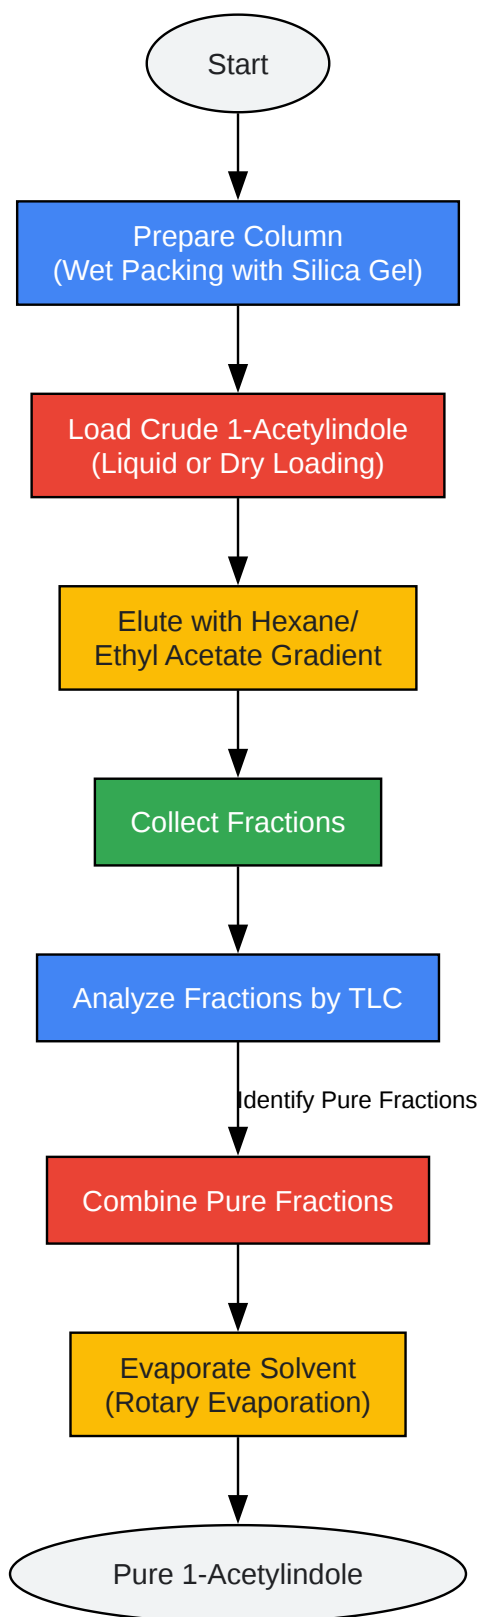 Start
Prepare Column
(Wet Packing with Silica Gel)
Load Crude 1-Acetylindole
(Liquid or Dry Loading)
Elute with Hexane/
Ethyl Acetate Gradient
Collect Fractions
Analyze Fractions by TLC
Identify Pure Fractions
Combine Pure Fractions
Evaporate Solvent
(Rotary Evaporation)
Pure 1-Acetylindole